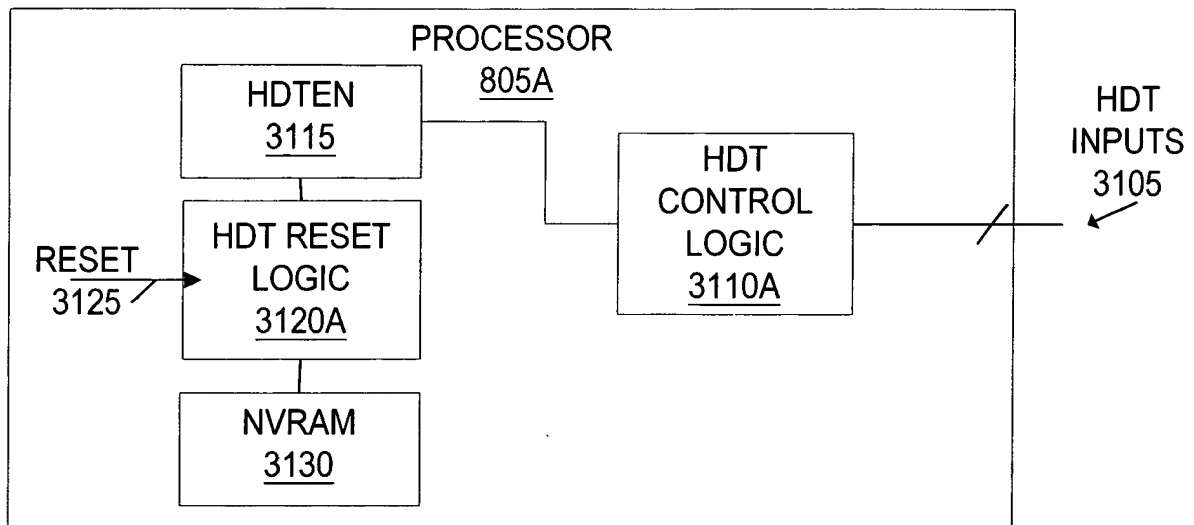 PROCESSOR
805A
HDTEN
3115
HDT RESET
LOGIC
3120A
NVRAM
3130
RESET
3125
HDT
CONTROL
LOGIC
3110A
HDT
INPUTS
3105